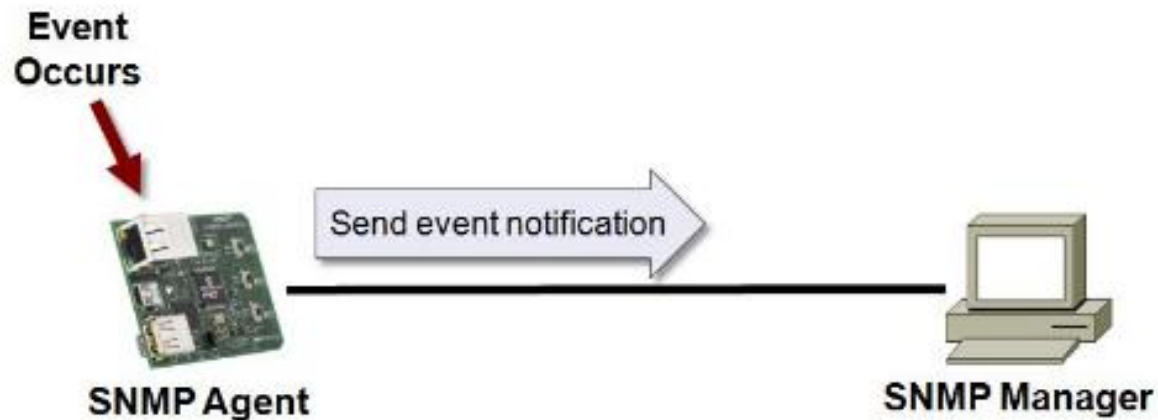 Event
Occurs
Send event notification
SNMP Agent
SNMP Manager